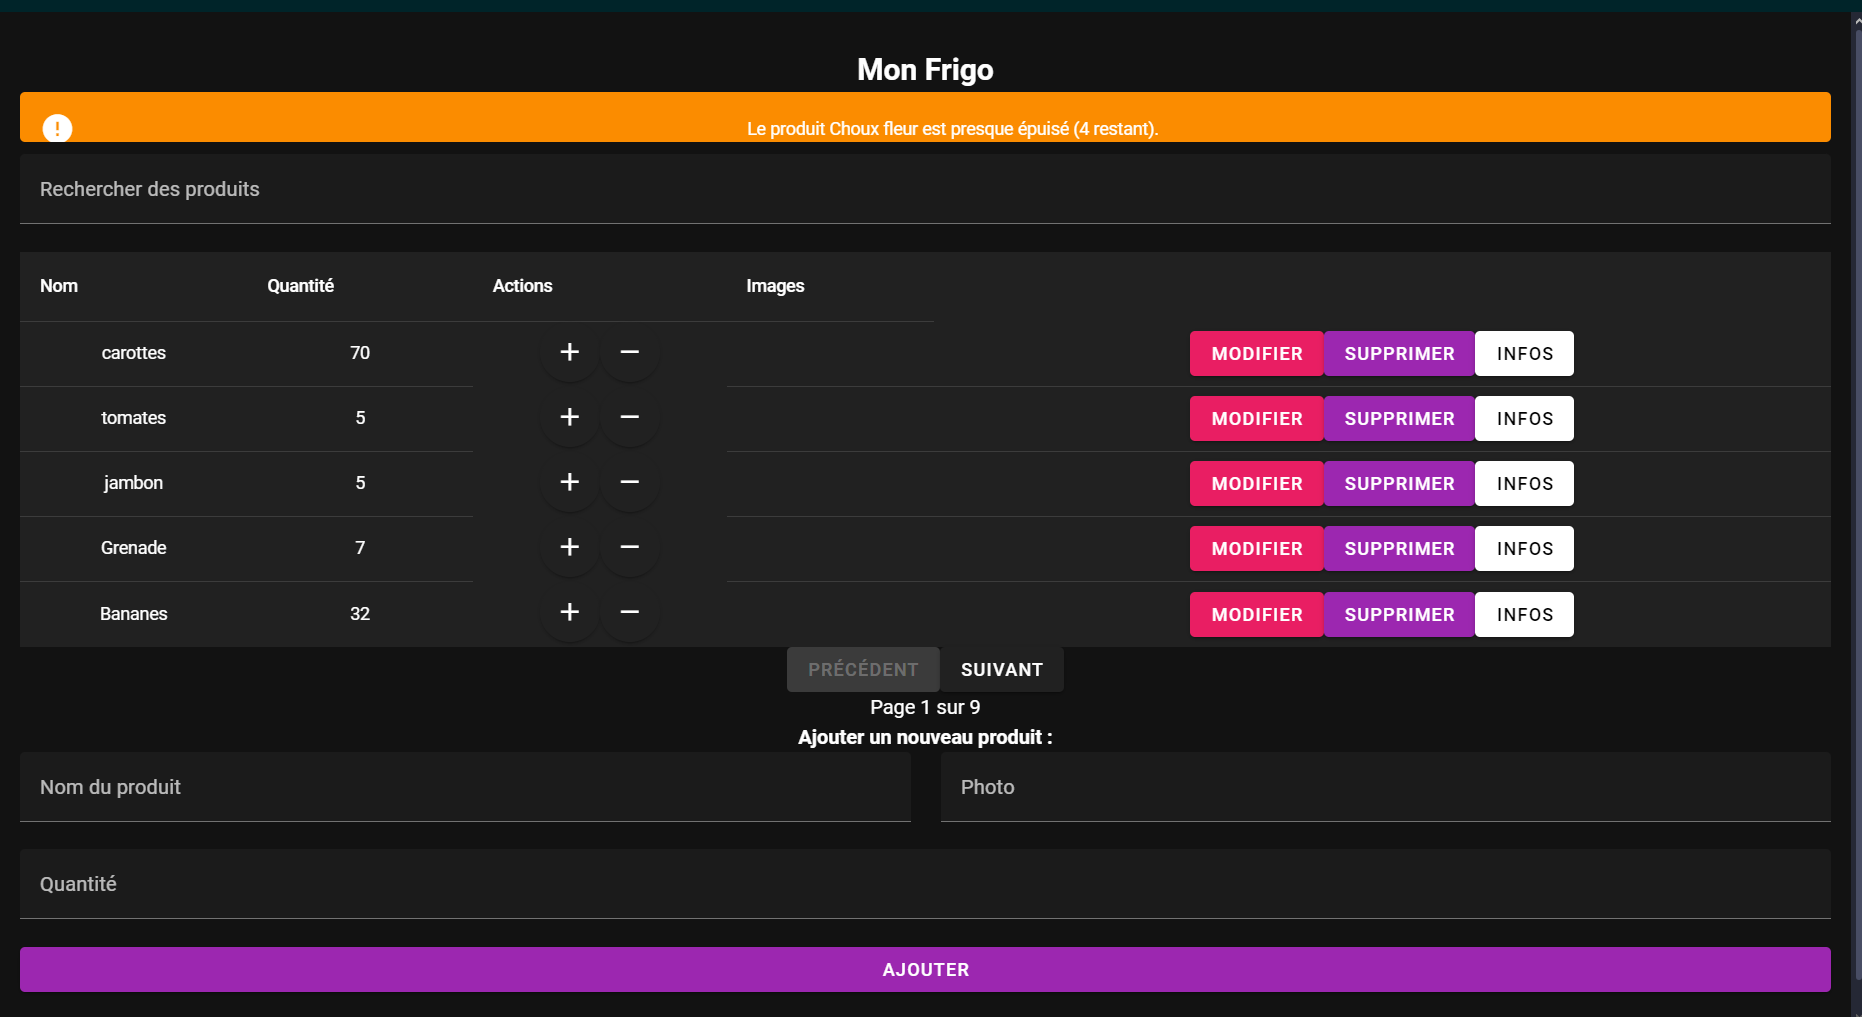 Mon Frigo
Le produit Choux fleur est presque épuisé (4 restant).
Rechercher des produits
Nom Quantité Actions Images
carottes 70 + − MODIFIER SUPPRIMER INFOS
tomates 5 + − MODIFIER SUPPRIMER INFOS
jambon 5 + − MODIFIER SUPPRIMER INFOS
Grenade 7 + − MODIFIER SUPPRIMER INFOS
Bananes 32 + − MODIFIER SUPPRIMER INFOS
PRÉCÉDENT SUIVANT
Page 1 sur 9
Ajouter un nouveau produit :
Nom du produit Photo
Quantité
AJOUTER